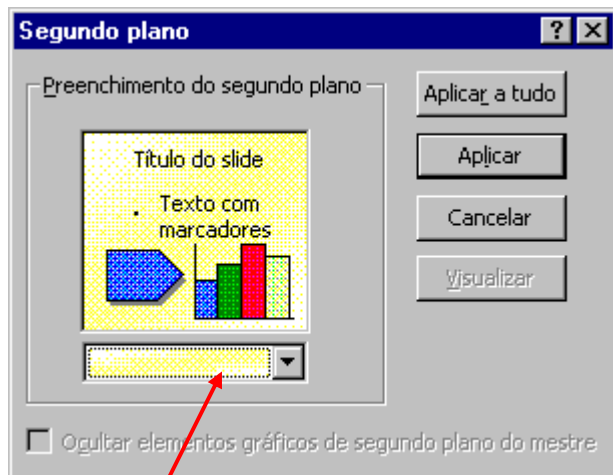 Segundo plano
Preenchimento do segundo plano
Título do slide
. Texto com
marcadores
Aplicar a tudo
Aplicar
Cancelar
Visualizar
Ocultar elementos gráficos de segundo plano do mestre